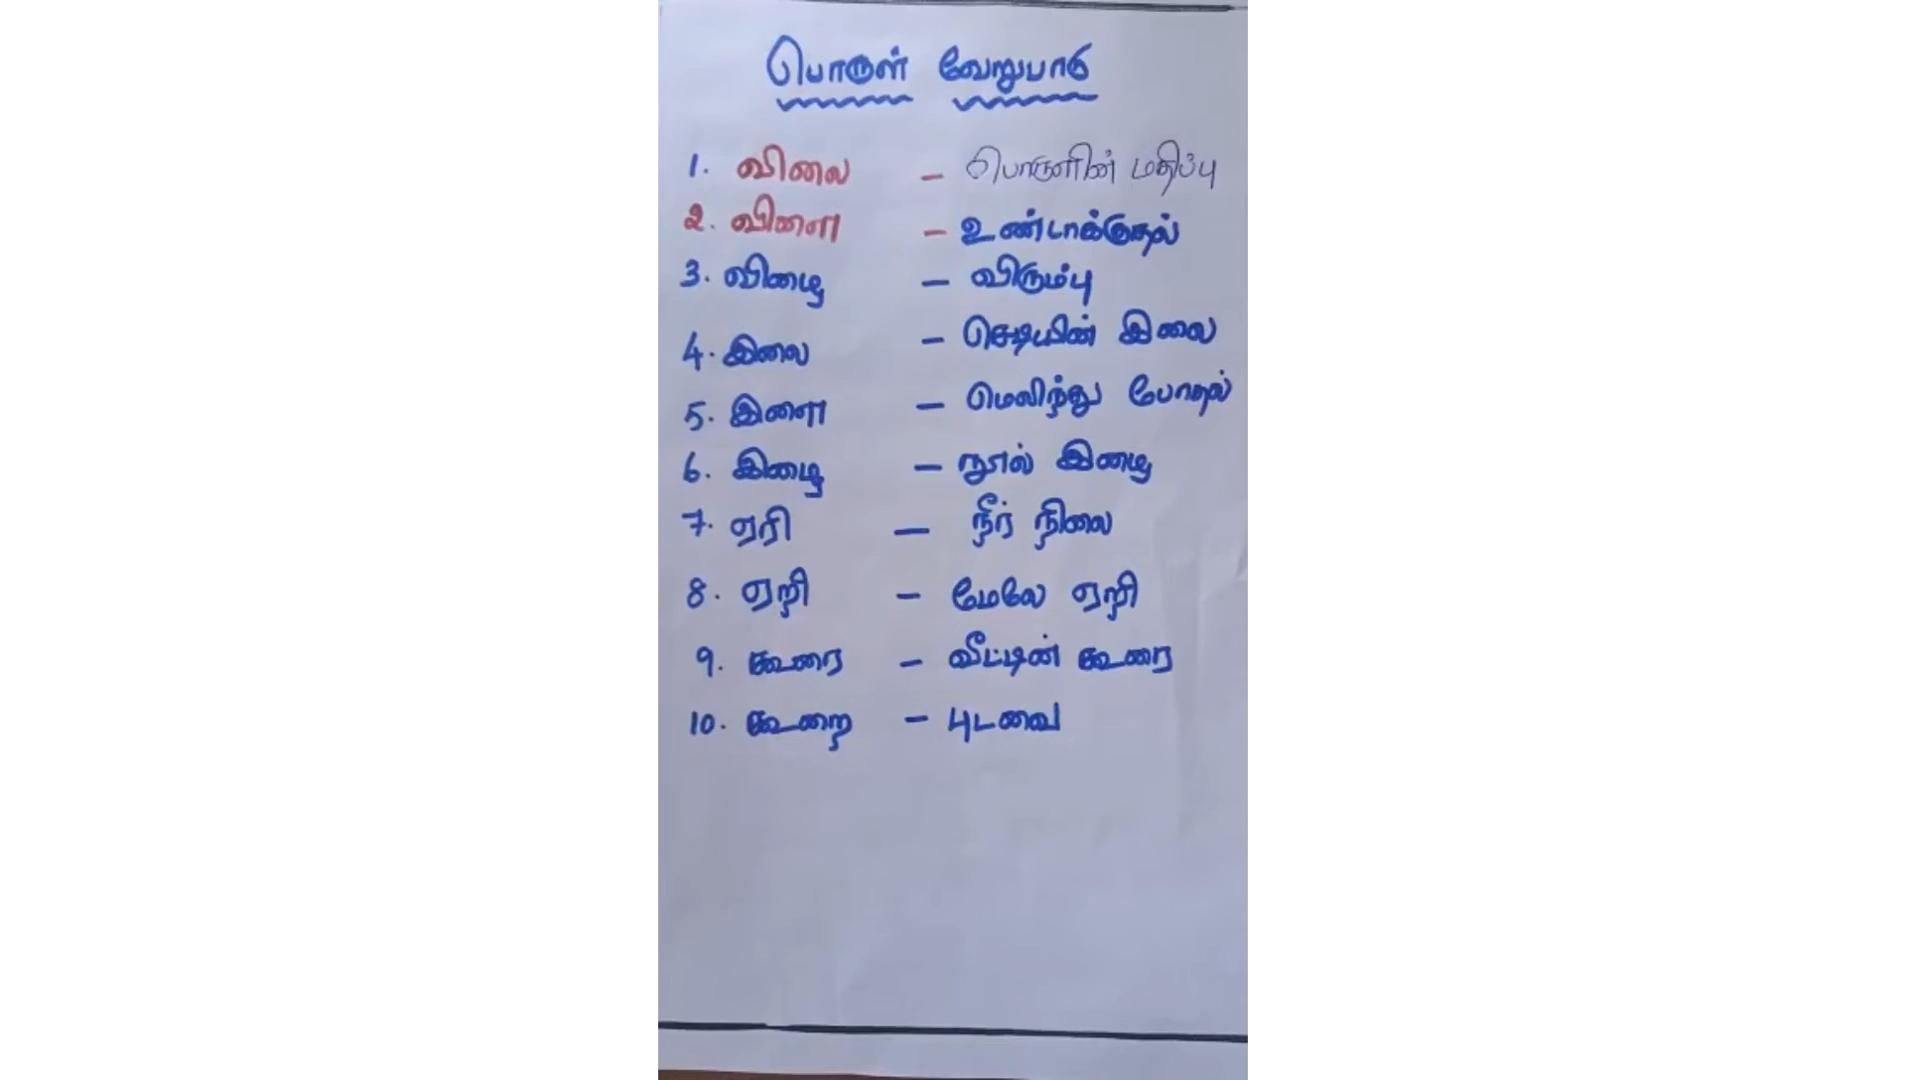 பொருள் வேறுபாடு
1. விலை - பொருளின் மதிப்பு
2. விளை - உண்டாக்குதல்
3. விழை - விரும்பு
4. இலை - செடியின் இலை
5. இளை - மெலிந்து போதல்
6. இழை - நூல் இழை
7. ஏரி - நீர் நிலை
8. ஏறி - மேலே ஏறி
9. கூரை - வீட்டின் கூரை
10. கூறை - புடவை